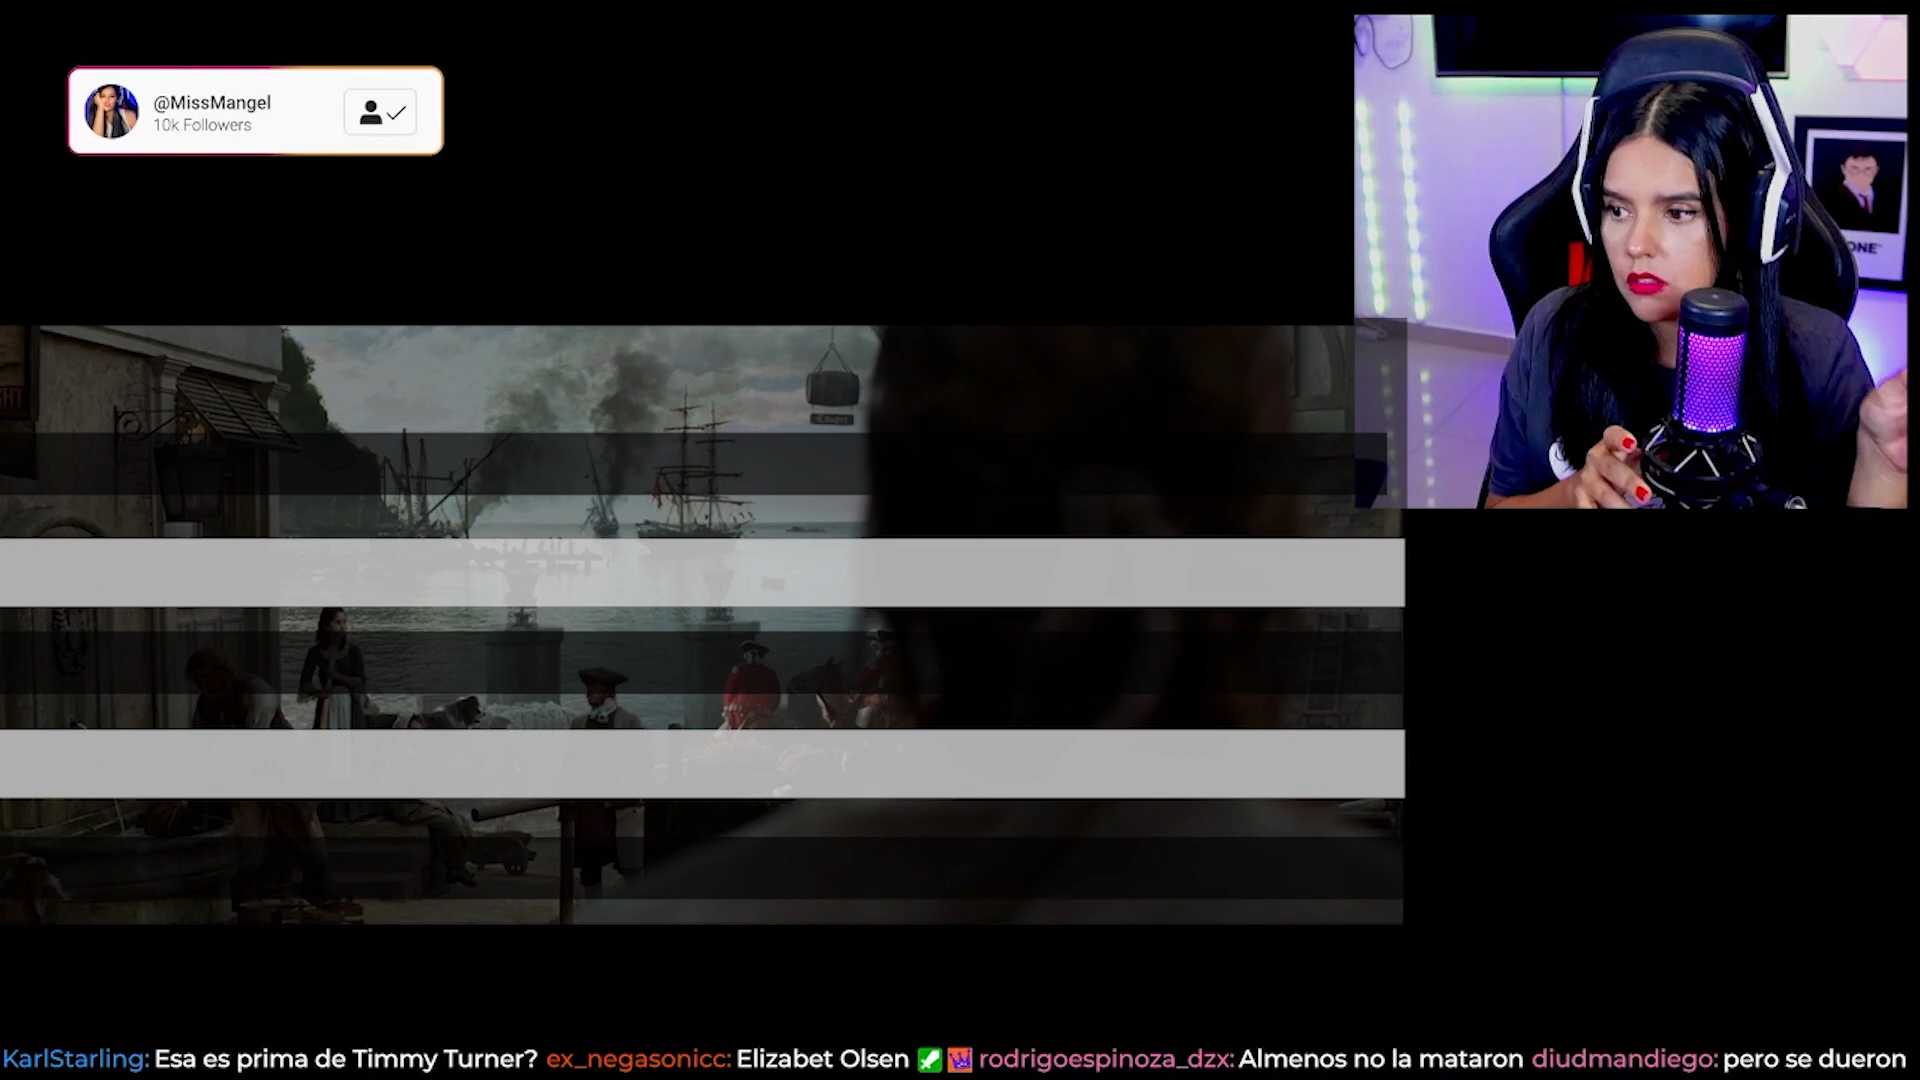 @MissMangel
10k Followers
ONE
KarlStarling: Esa es prima de Timmy Turner? ex_negasonicc: Elizabet Olsen rodrigoespinoza_dzx: Almenos no la mataron diudmandiego: pero se dueron